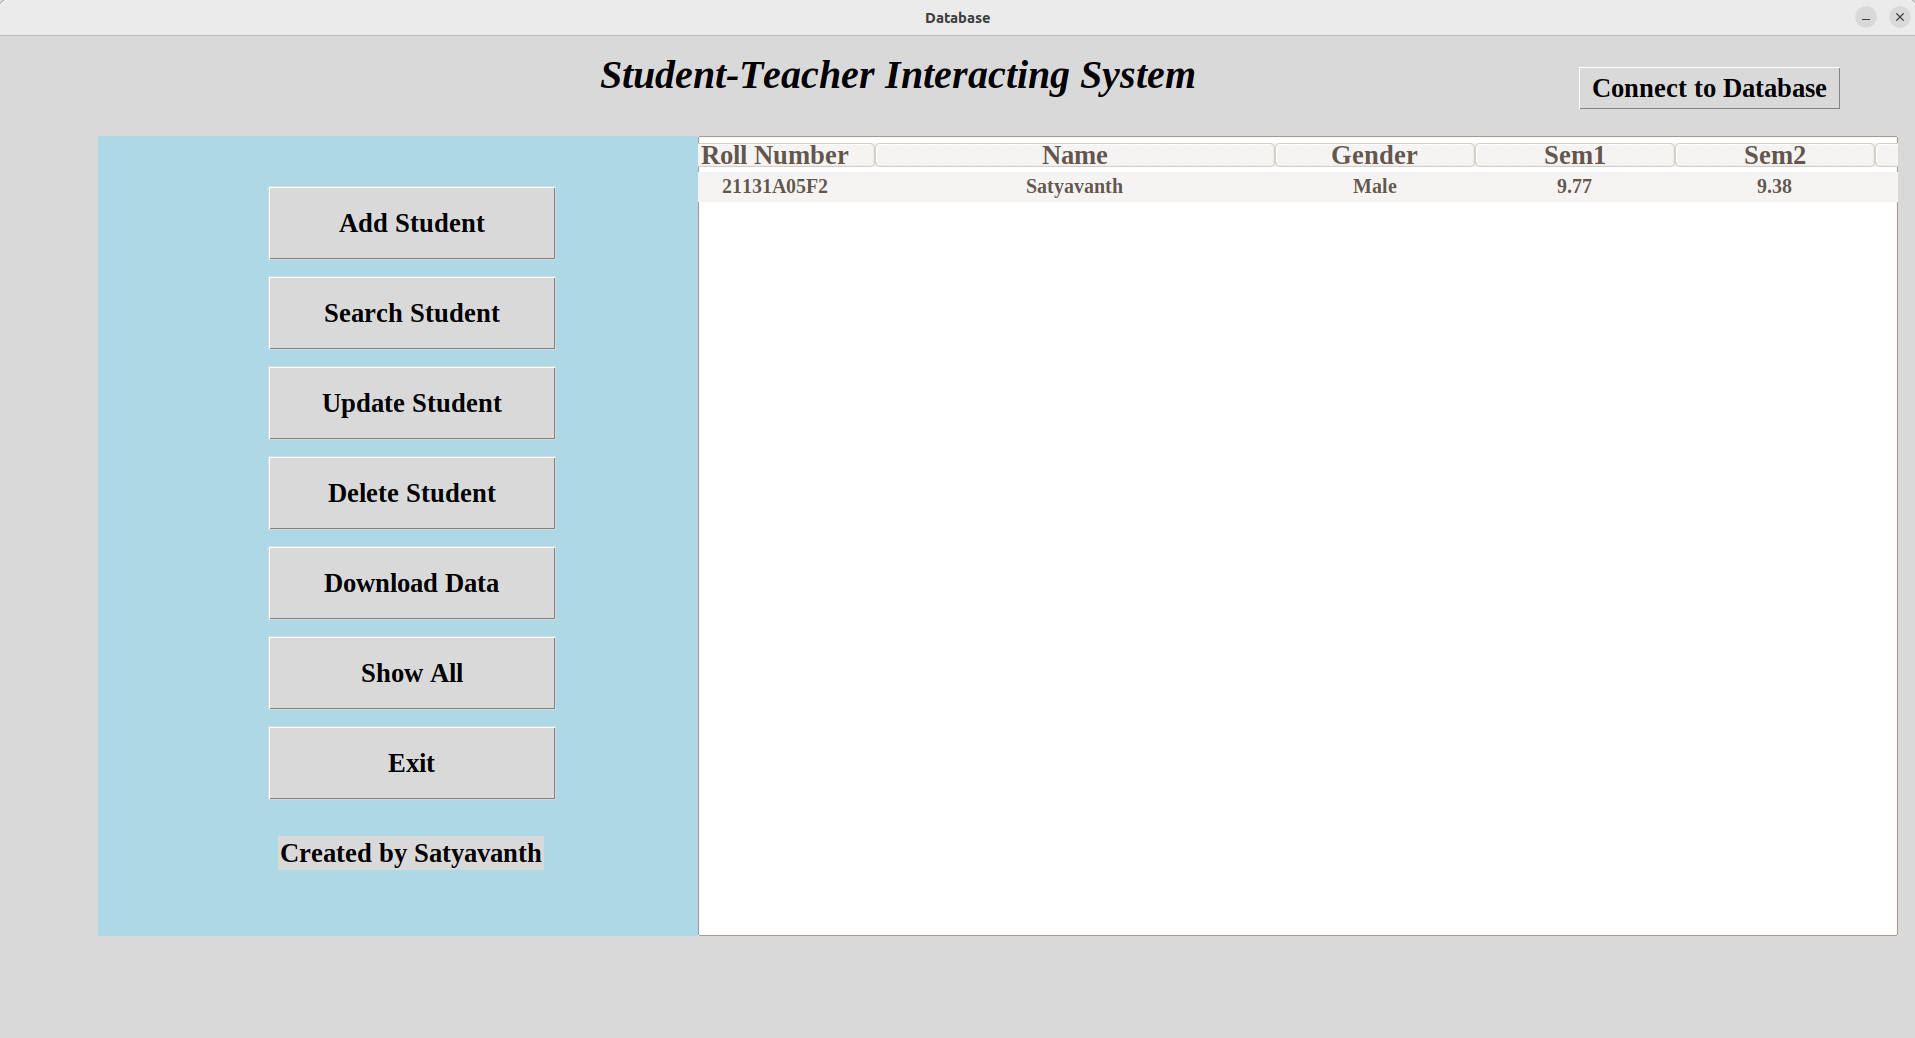 Database
Student-Teacher Interacting System
Connect to Database
Add Student
Search Student
Update Student
Delete Student
Download Data
Show All
Exit
Created by Satyavanth
Roll Number Name Gender Sem1 Sem2
21131A05F2 Satyavanth Male 9.77 9.38